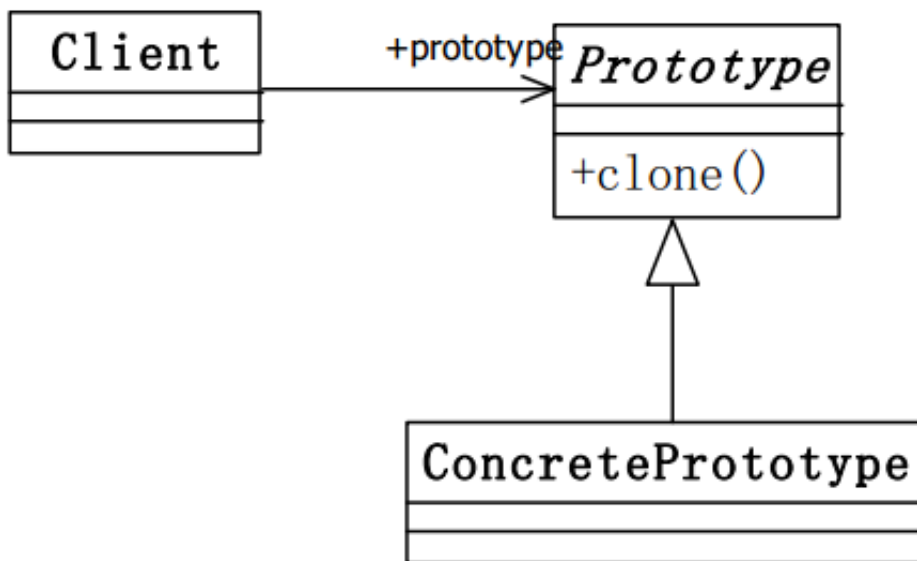 Client
+prototype
Prototype
+clone()
ConcretePrototype